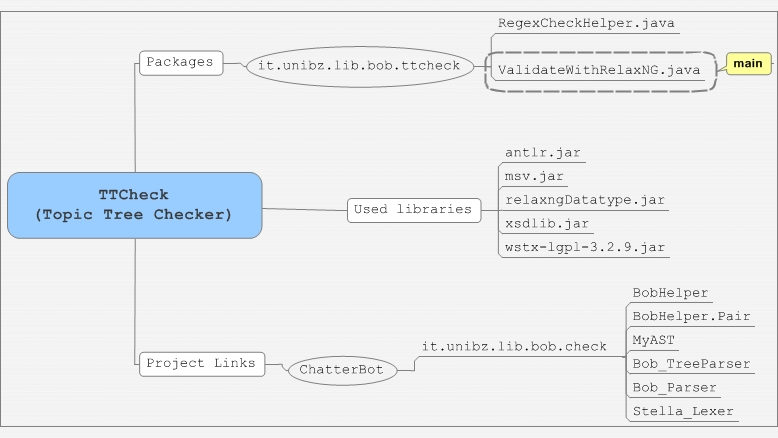 RegexCheckHelper.java
Packages
it.unibz.lib.bob.ttcheck
ValidateWithRelaxNG.java
main
antlr.jar
msv.jar
TTCheck
(Topic Tree Checker)
Used libraries
relaxngDatatype.jar
xsdlib.jar
wstx-lgpl-3.2.9.jar
BobHelper
BobHelper.Pair
MyAST
Project Links
ChatterBot
it.unibz.lib.bob.check
Bob_TreeParser
Bob_Parser
Stella_Lexer